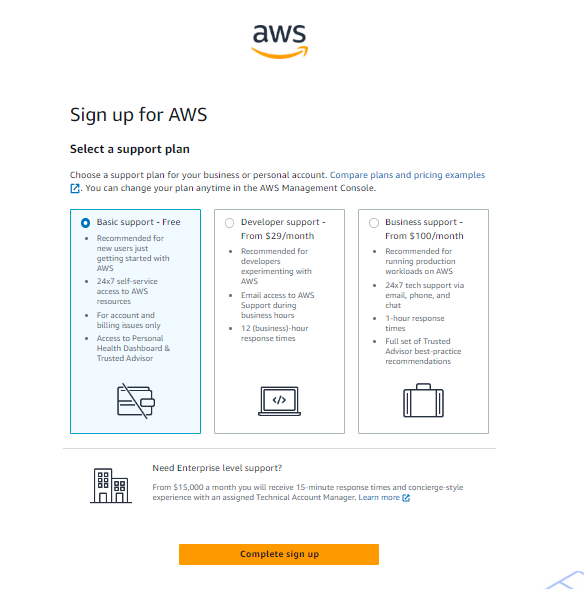 aws
Sign up for AWS
Select a support plan
Choose a support plan for your business or personal account. Compare plans and pricing examples
. You can change your plan anytime in the AWS Management Console.
Basic support - Free
Recommended for
new users just
getting started with
AWS
24x7 self-service
access to AWS
resources
For account and
billing issues only
Access to Personal
Health Dashboard &
Trusted Advisor
Developer support -
From $29/month
Recommended for
developers
experimenting with
AWS
Email access to AWS
Support during
business hours
12 (business)-hour
response times
</>
Business support -
From $100/month
Recommended for
running production
workloads on AWS
24x7 tech support via
email, phone, and
chat
1-hour response
times
Full set of Trusted
Advisor best-practice
recommendations
Need Enterprise level support?
From $15,000 a month you will receive 15-minute response times and concierge-style
experience with an assigned Technical Account Manager. Learn more
Complete sign up